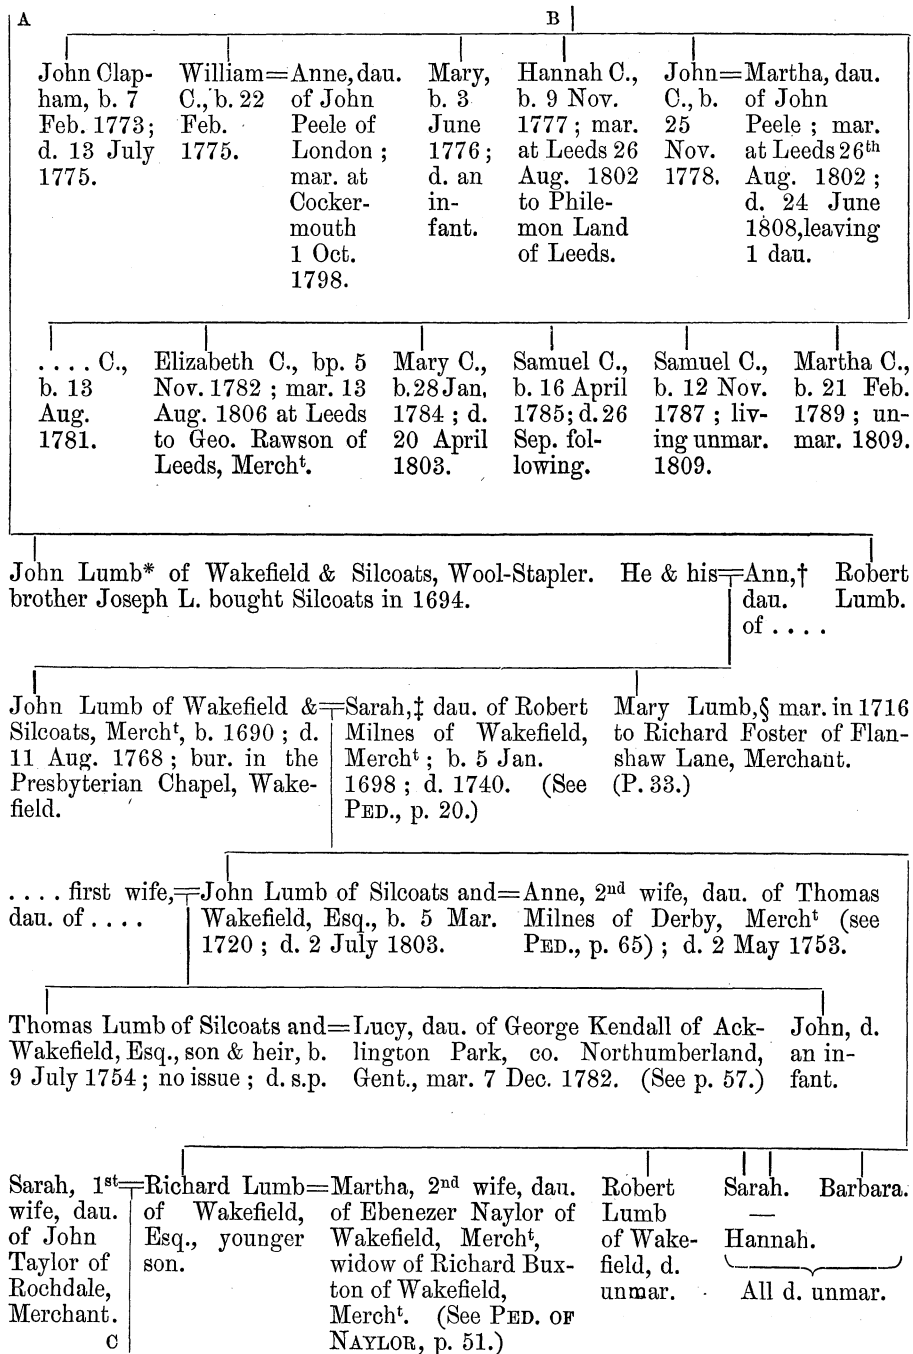 A
B
John Clap-
ham, b. 7
Feb. 1773;
d. 13 July
1775.
William=
C., b. 22
Feb.
1775.
Anne, dau.
of John
Peele of
London ;
mar. at
Cocker-
mouth
1 Oct.
1798.
Mary,
b. 3
June
1776 ;
d. an
in-
fant.
Hannah C.,
b. 9 Nov.
1777 ; mar.
at Leeds 26
Aug. 1802
to Phile-
mon Land
of Leeds.
John=
C., b.
25
Nov.
1778.
Martha, dau.
of John
Peele ; mar.
at Leeds 26th
Aug. 1802 ;
d. 24 June
1808, leaving
1 dau.
. . . . C.,
b. 13
Aug.
1781.
Elizabeth C., bp. 5
Nov. 1782 ; mar. 13
Aug. 1806 at Leeds
to Geo. Rawson of
Leeds, Mercht.
Mary C.,
b. 28 Jan.
1784 ; d.
20 April
1803.
Samuel C.,
b. 16 April
1785; d. 26
Sep. fol-
lowing.
Samuel C.,
b. 12 Nov.
1787 ; liv-
ing unmar.
1809.
Martha C.,
b. 21 Feb.
1789 ; un-
mar. 1809.
John Lumb* of Wakefield & Silcoats, Wool-Stapler. He & his=
brother Joseph L. bought Silcoats in 1694.
Ann,†
dau.
of . . . .
Robert
Lumb.
John Lumb of Wakefield &=
Silcoats, Mercht, b. 1690 ; d.
11 Aug. 1768 ; bur. in the
Presbyterian Chapel, Wake-
field.
Sarah,‡ dau. of Robert
Milnes of Wakefield,
Mercht ; b. 5 Jan.
1698 ; d. 1740. (See
PED., p. 20.)
Mary Lumb,§ mar. in 1716
to Richard Foster of Flan-
shaw Lane, Merchant.
(P. 33.)
. . . . first wife,=
dau. of . . . .
John Lumb of Silcoats and=
Wakefield, Esq., b. 5 Mar.
1720 ; d. 2 July 1803.
Anne, 2nd wife, dau. of Thomas
Milnes of Derby, Mercht (see
PED., p. 65) ; d. 2 May 1753.
Thomas Lumb of Silcoats and=
Wakefield, Esq., son & heir, b.
9 July 1754 ; no issue ; d. s.p.
Lucy, dau. of George Kendall of Ack-
lington Park, co. Northumberland,
Gent., mar. 7 Dec. 1782. (See p. 57.)
John, d.
an in-
fant.
Sarah, 1st=
wife, dau.
of John
Taylor of
Rochdale,
Merchant.
C
Richard Lumb=
of Wakefield,
Esq., younger
son.
Martha, 2nd wife, dau.
of Ebenezer Naylor of
Wakefield, Mercht,
widow of Richard Bux-
ton of Wakefield,
Mercht. (See PED. OF
NAYLOR, p. 51.)
Robert
Lumb
of Wake-
field, d.
unmar.
Sarah.
—
Hannah.
Barbara.
All d. unmar.